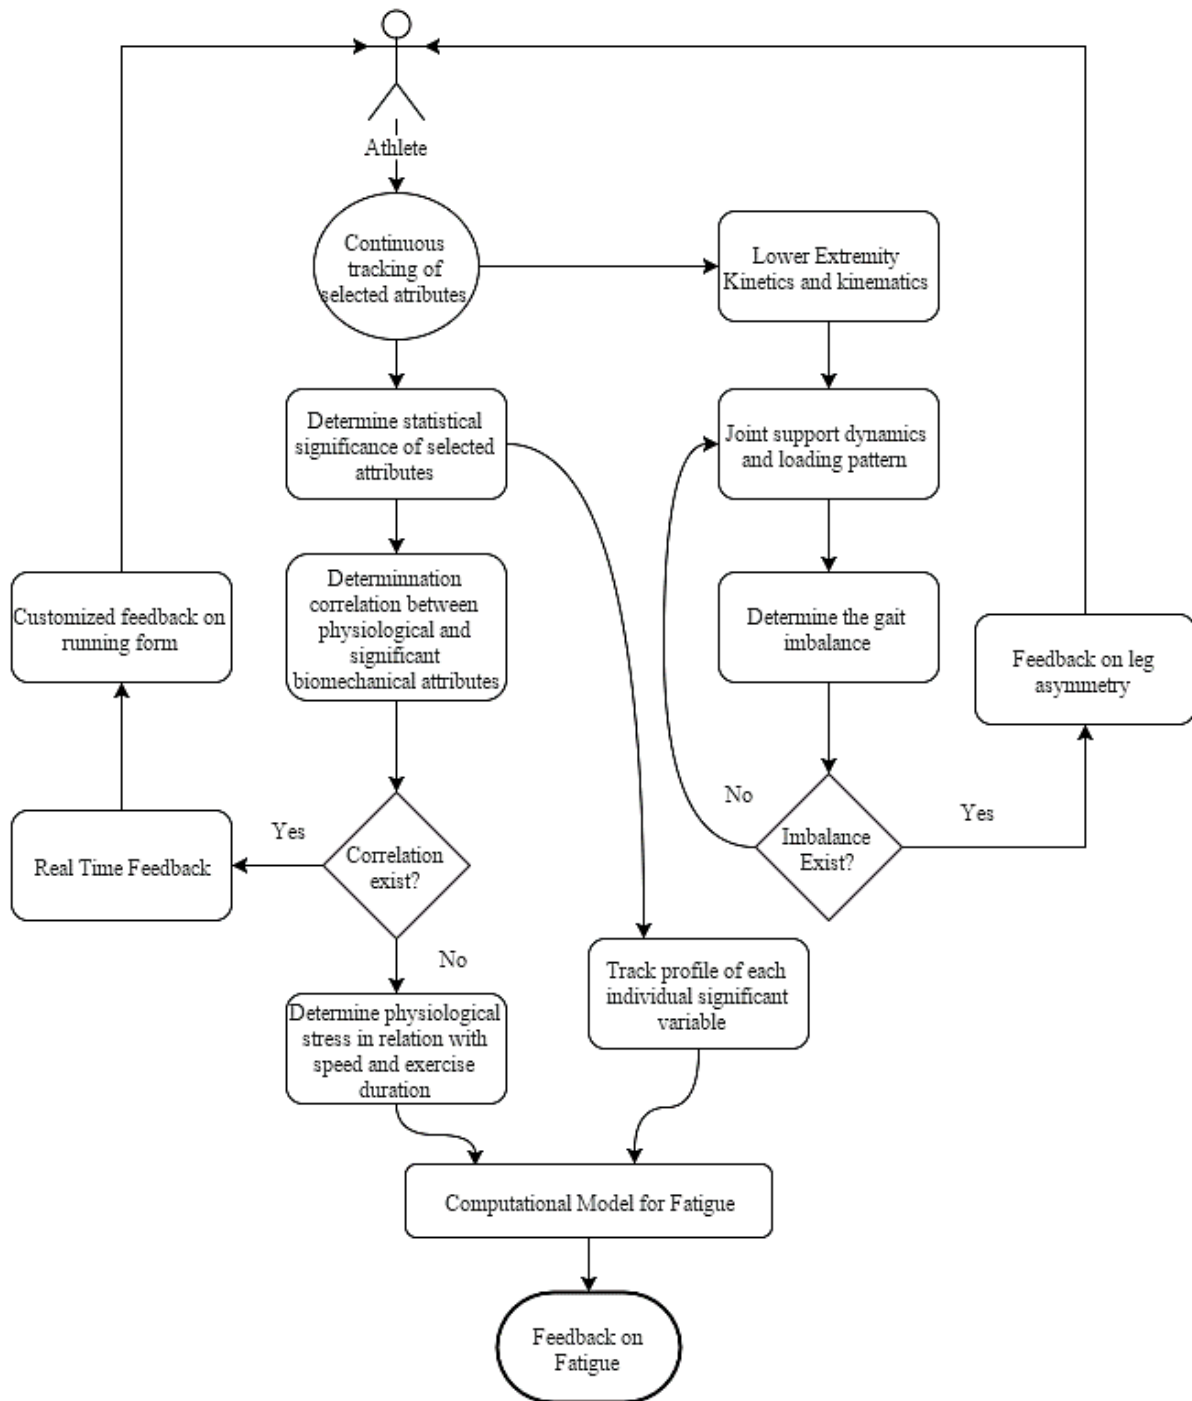 Athlete
Continuous
tracking of
selected atributes
Lower Extremity
Kinetics and kinematics
Determine statistical
significance of selected
attributes
Joint support dynamics
and loading pattern
Determinnation
correlation between
physiological and
significant
biomechanical attributes
Customized feedback on
running form
Determine the gait
imbalance
Feedback on leg
asymmetry
No
Yes
Imbalance
Exist?
Yes
Real Time Feedback
Correlation
exist?
No
Track profile of each
individual significant
variable
Determine physiological
stress in relation with
speed and exercise
duration
Computational Model for Fatigue
Feedback on
Fatigue